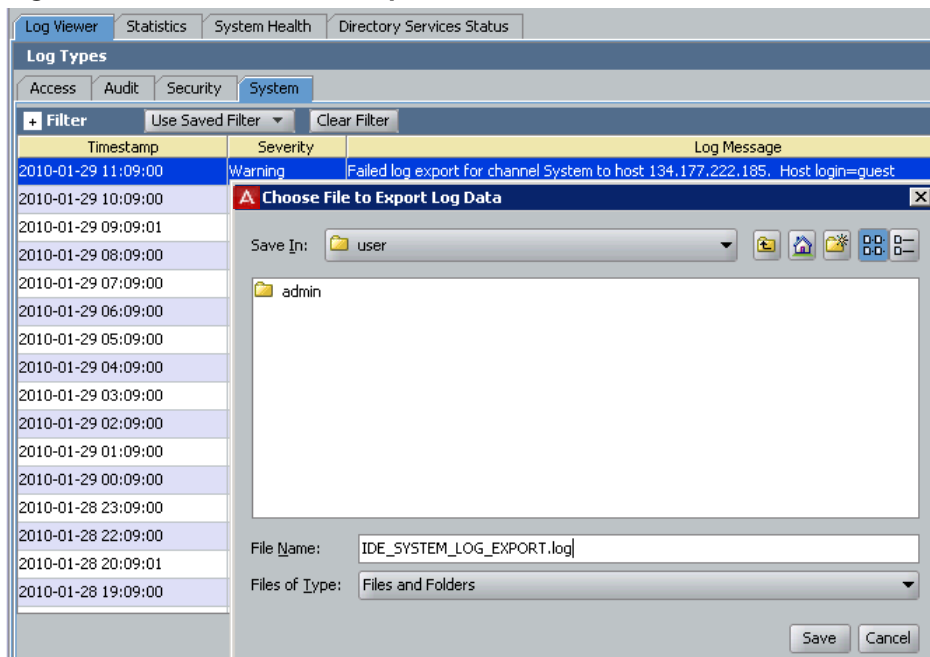 Log Viewer Statistics System Health Directory Services Status
Log Types
Access Audit Security System
+ Filter Use Saved Filter Clear Filter
Timestamp Severity Log Message
2010-01-29 11:09:00 Warning Failed log export for channel System to host 134.177.222.185. Host login=guest
2010-01-29 10:09:00
Choose File to Export Log Data
2010-01-29 09:09:01
Save In: user
2010-01-29 08:09:00
2010-01-29 07:09:00
admin
2010-01-29 06:09:00
2010-01-29 05:09:00
2010-01-29 04:09:00
2010-01-29 03:09:00
2010-01-29 02:09:00
2010-01-29 01:09:00
2010-01-29 00:09:00
2010-01-28 23:09:00
2010-01-28 22:09:00
File Name: IDE_SYSTEM_LOG_EXPORT.log
2010-01-28 20:09:01
2010-01-28 19:09:00
Files of Type: Files and Folders
Save Cancel